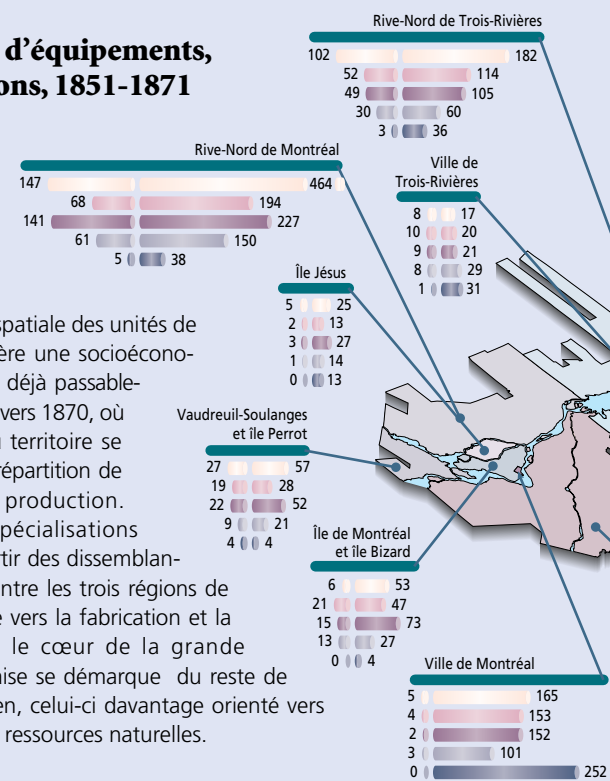 d'équipements,
ons, 1851-1871
Rive-Nord de Trois-Rivières
102 182
52 114
49 105
30 60
3 36
Rive-Nord de Montréal
147 464
68 194
141 227
61 150
5 38
Ville de
Trois-Rivières
8 17
10 20
9 21
8 29
1 31
Île Jésus
5 25
2 13
3 27
1 14
0 13
spatiale des unités de
ère une socioécono-
déjà passable-
vers 1870, où
u territoire se
répartition de
production.
pécialisations
rtir des dissemblan-
entre les trois régions de
é vers la fabrication et la
le cœur de la grande
aise se démarque du reste de
en, celui-ci davantage orienté vers
ressources naturelles.
Vaudreuil-Soulanges
et île Perrot
27 57
19 28
22 52
9 21
4 4
Île de Montréal
et île Bizard
6 53
21 47
15 73
13 27
0 4
Ville de Montréal
5 165
4 153
2 152
3 101
0 252